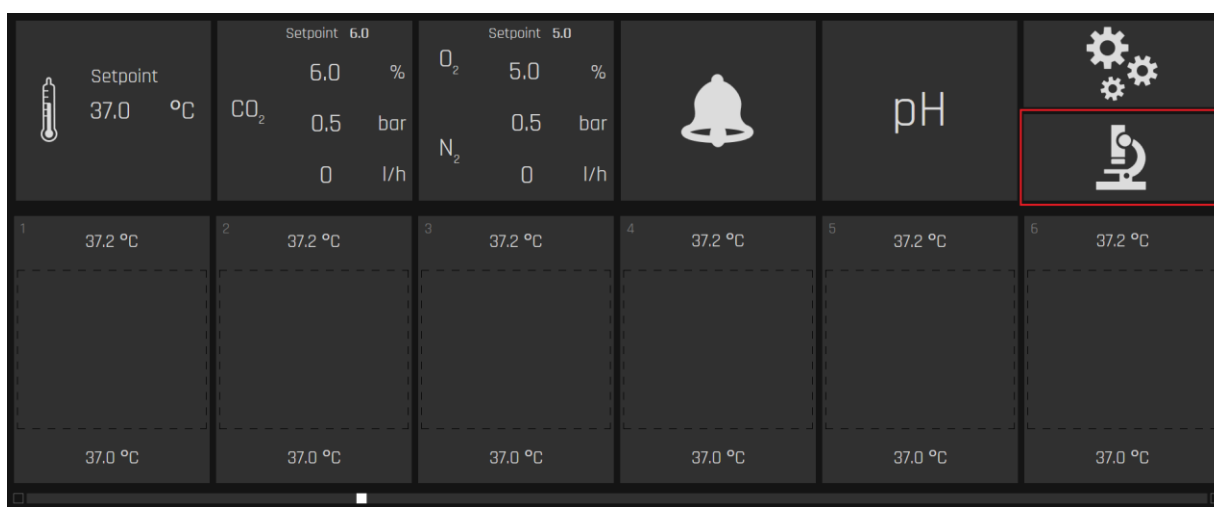 Setpoint
37.0 °C
Setpoint 6.0
6.0 %
CO₂
0.5 bar
0 l/h
Setpoint 5.0
O₂ 5.0 %
0.5 bar
N₂
0 l/h
pH
1 37.2 °C
37.0 °C
2 37.2 °C
37.0 °C
3 37.2 °C
37.0 °C
4 37.2 °C
37.0 °C
5 37.2 °C
37.0 °C
6 37.2 °C
37.0 °C